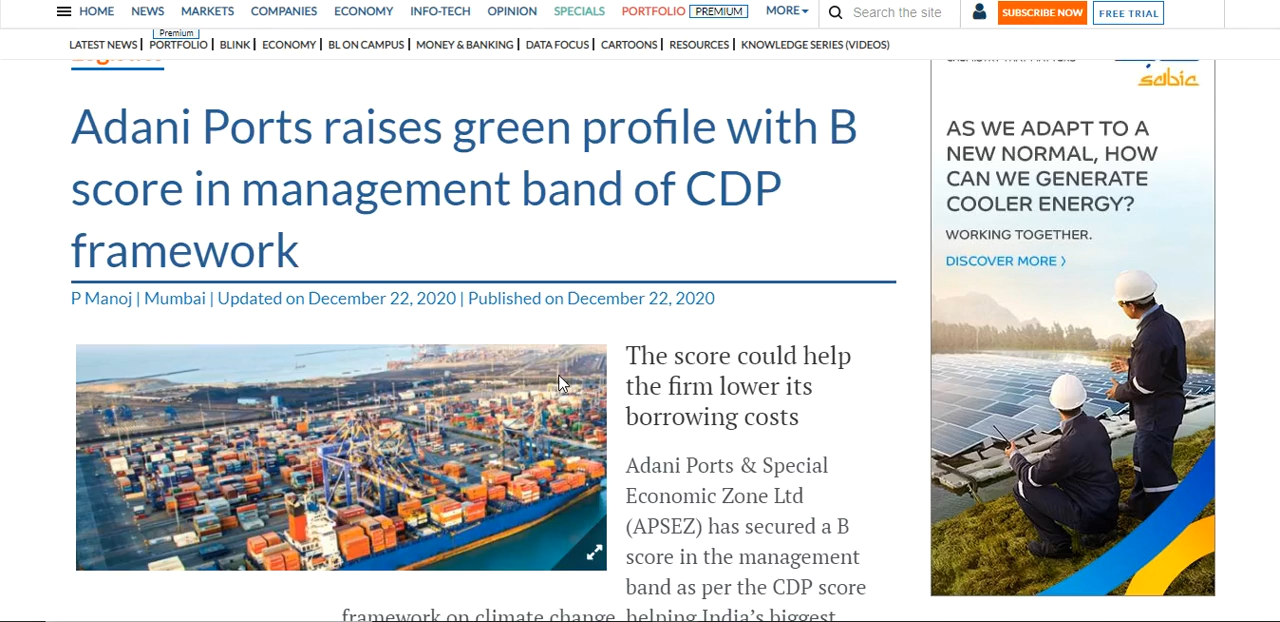 HOME NEWS MARKETS COMPANIES ECONOMY INFO-TECH OPINION SPECIALS PORTFOLIO PREMIUM MORE Search the site SUBSCRIBE NOW FREE TRIAL
Premium
LATEST NEWS | PORTFOLIO | BLINK | ECONOMY | BL ON CAMPUS | MONEY & BANKING | DATA FOCUS | CARTOONS | RESOURCES | KNOWLEDGE SERIES (VIDEOS)
Logistics
Adani Ports raises green profile with B
score in management band of CDP
framework
P Manoj | Mumbai | Updated on December 22, 2020 | Published on December 22, 2020
The score could help
the firm lower its
borrowing costs
Adani Ports & Special
Economic Zone Ltd
(APSEZ) has secured a B
score in the management
band as per the CDP score
framework on climate change, helping India's biggest
sabic
AS WE ADAPT TO A
NEW NORMAL, HOW
CAN WE GENERATE
COOLER ENERGY?
WORKING TOGETHER.
DISCOVER MORE >